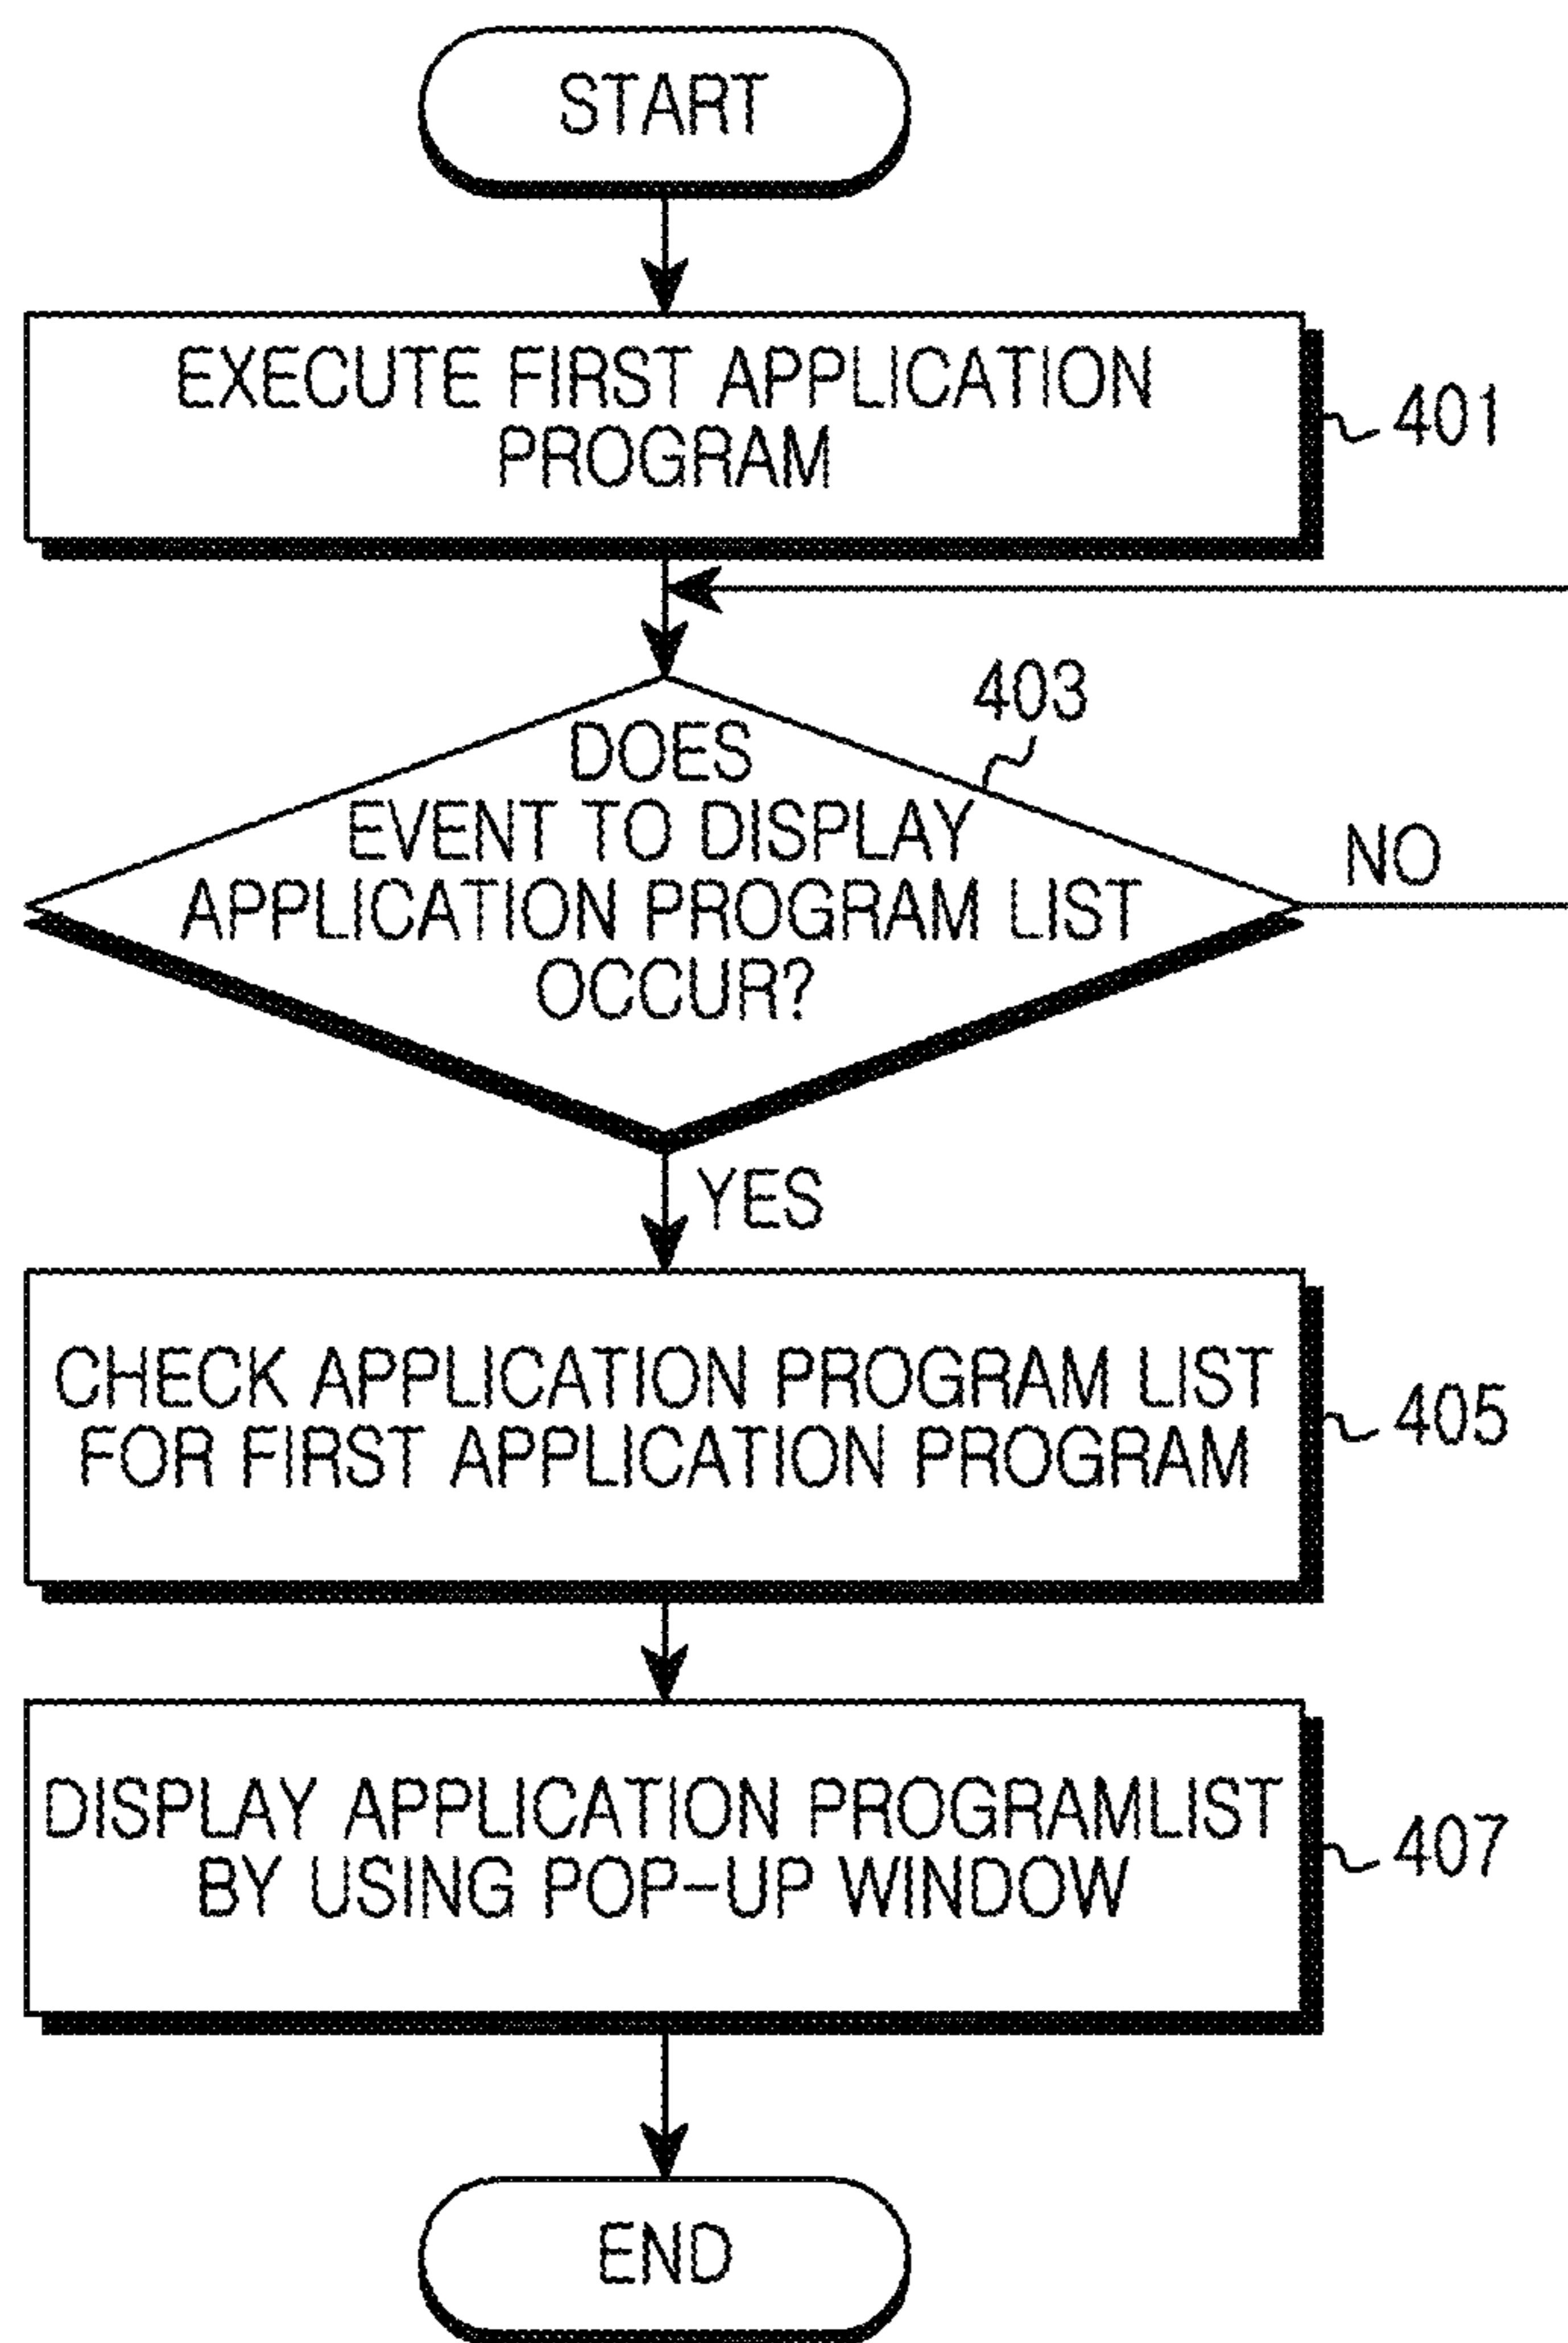 START
EXECUTE FIRST APPLICATION
PROGRAM
401
403
DOES
EVENT TO DISPLAY
APPLICATION PROGRAM LIST
OCCUR?
NO
YES
CHECK APPLICATION PROGRAM LIST
FOR FIRST APPLICATION PROGRAM
405
DISPLAY APPLICATION PROGRAMLIST
BY USING POP-UP WINDOW
407
END